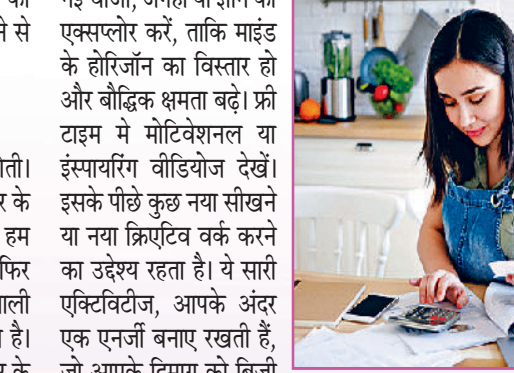 से से
ोती।
र के
हम
फिर
ाली
है।
र के
नई चीजों, जगहों या ज्ञान को
एक्सप्लोर करें, ताकि माइंड
के होरिजॉन का विस्तार हो
और बौद्धिक क्षमता बढ़े। फ्री
टाइम मे मोटिवेशनल या
इंस्पायरिंग वीडियोज देखें।
इसके पीछे कुछ नया सीखने
या नया क्रिएटिव वर्क करने
का उद्देश्य रहता है। ये सारी
एक्टिविटीज, आपके अंदर
एक एनर्जी बनाए रखती हैं,
जो आपके दिमाग को बिजी